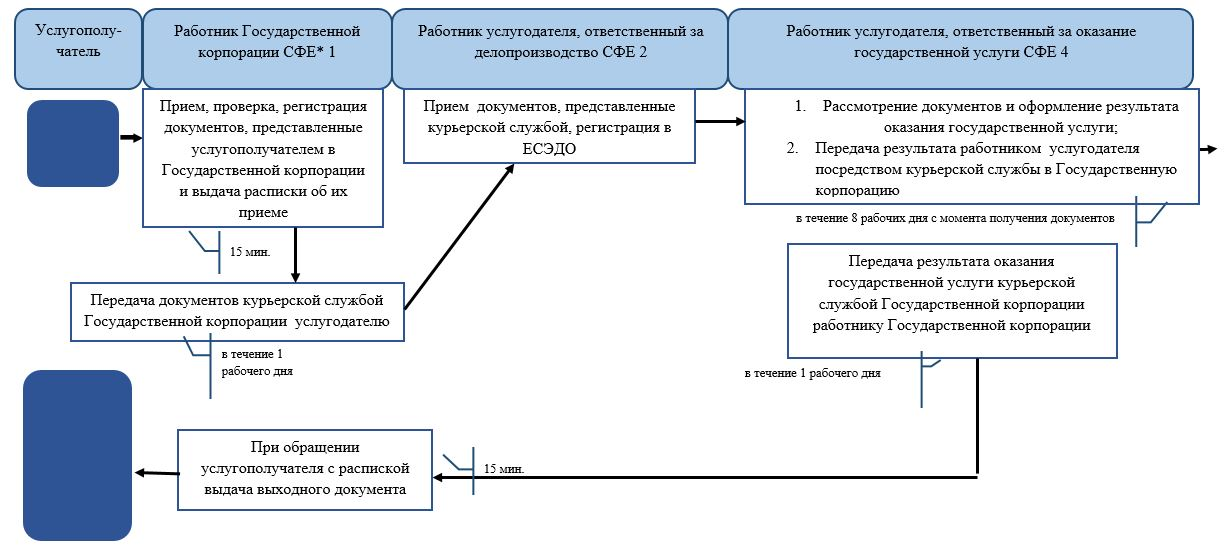 Услугополу-
чатель
Работник Государственной
корпорации СФЕ* 1
Работник услугодателя, ответственный за
делопроизводство СФЕ 2
Работник услугодателя, ответственный за оказание
государственной услуги СФЕ 4
Прием, проверка, регистрация
документов, представленные
услугополучателем в
Государственной корпорации
и выдача расписки об их
приеме
Прием документов, представленные
курьерской службой, регистрация в
ЕСЭДО
1. Рассмотрение документов и оформление результата
оказания государственной услуги;
2. Передача результата работником услугодателя
посредством курьерской службы в Государственную
корпорацию
в течение 8 рабочих дня с момента получения документов
15 мин.
Передача документов курьерской службой
Государственной корпорации услугодателю
в течение 1
рабочего дня
Передача результата оказания
государственной услуги курьерской
службой Государственной корпорации
работнику Государственной корпорации
в течение 1 рабочего дня
При обращении
услугополучателя с распиской
выдача выходного документа
15 мин.